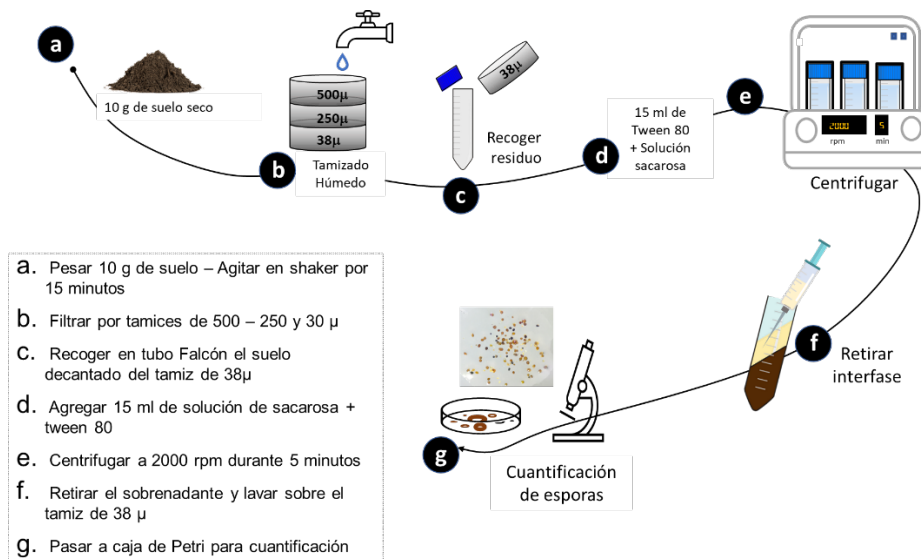 a
10 g de suelo seco
500µ
250µ
38µ
b
Tamizado
Húmedo
38µ
Recoger
residuo
c
d
15 ml de
Tween 80
+ Solución
sacarosa
e
2000
5
rpm
min
Centrifugar
f
Retirar
interfase
g
Cuantificación
de esporas
a. Pesar 10 g de suelo – Agitar en shaker por
15 minutos
b. Filtrar por tamices de 500 – 250 y 30 µ
c. Recoger en tubo Falcón el suelo
decantado del tamiz de 38µ
d. Agregar 15 ml de solución de sacarosa +
tween 80
e. Centrifugar a 2000 rpm durante 5 minutos
f. Retirar el sobrenadante y lavar sobre el
tamiz de 38 µ
g. Pasar a caja de Petri para cuantificación